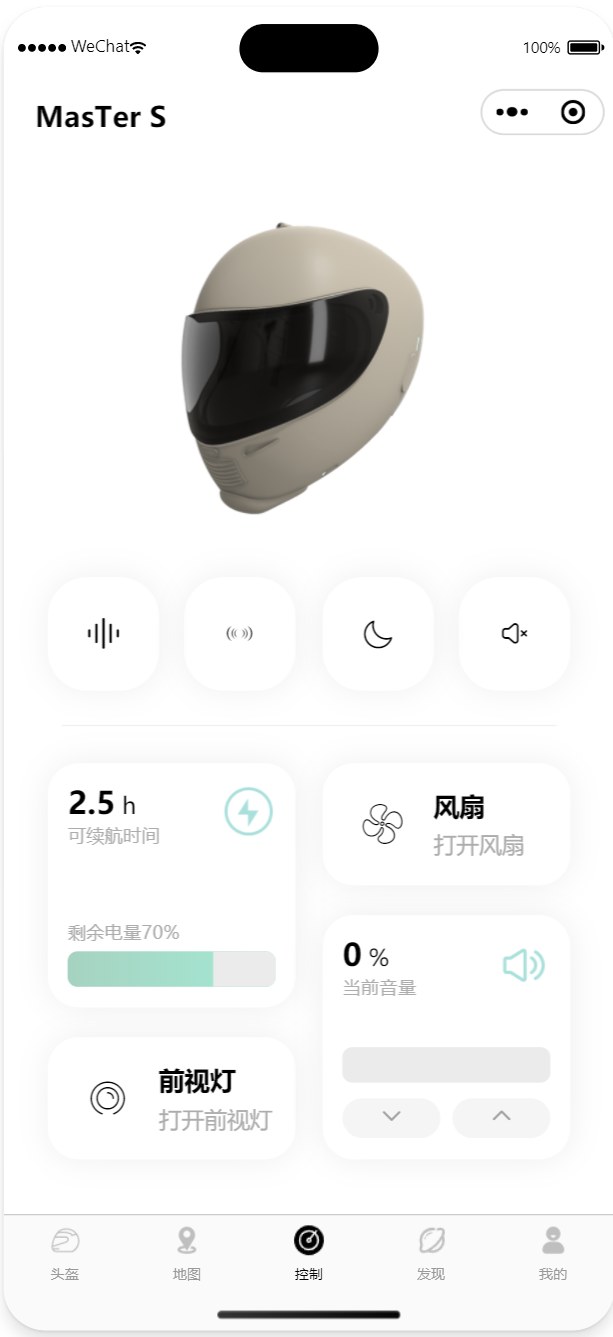 WeChat
100%
MasTer S
2.5 h
可续航时间
剩余电量70%
风扇
打开风扇
0 %
当前音量
前视灯
打开前视灯
头盔
地图
控制
发现
我的